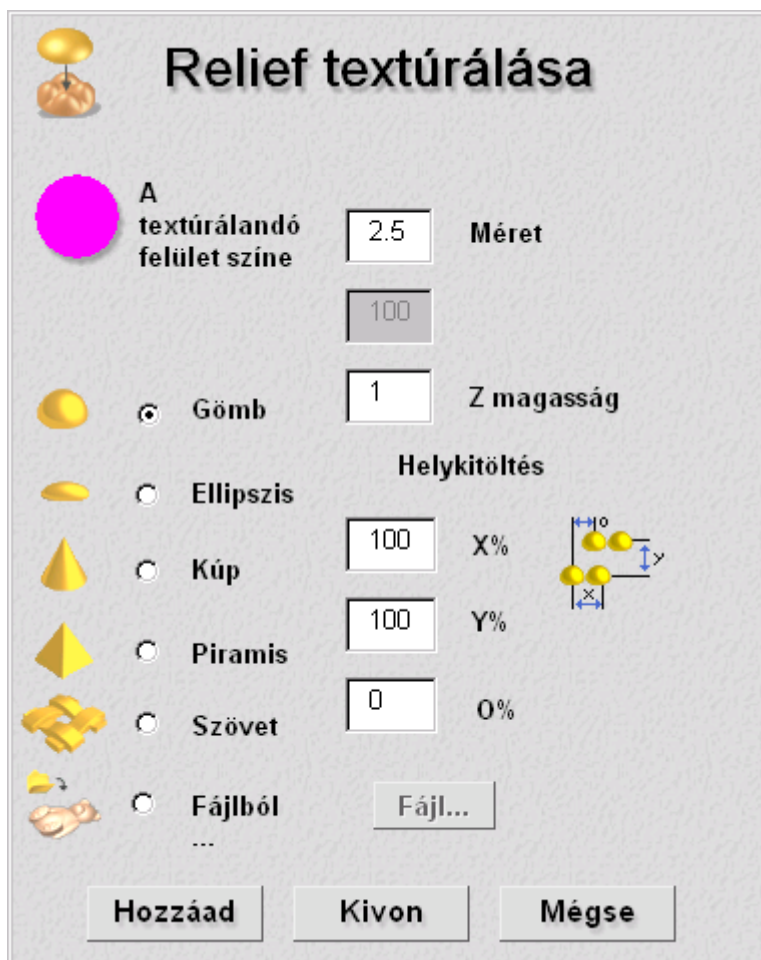 Relief textúrálása
A
textúrálandó
felület színe
2.5 Méret
100
1 Z magasság
Gömb
Helykitöltés
Ellipszis
100 X%
Kúp
100 Y%
Piramis
0 O%
Szövet
Fájlból
...
Fájl...
o
y
x
Hozzáad Kivon Mégse